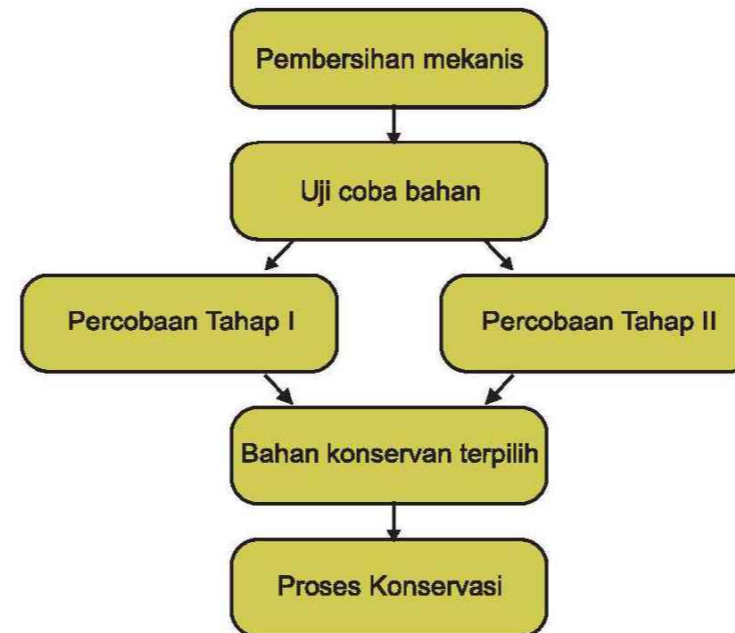 Pembersihan mekanis
Uji coba bahan
Percobaan Tahap I
Percobaan Tahap II
Bahan konservan terpilih
Proses Konservasi